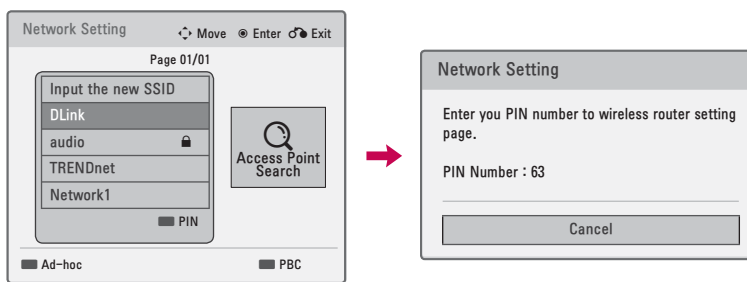 Network Setting
Move Enter Exit
Page 01/01
Input the new SSID
DLink
audio
TRENDnet
Network1
PIN
Access Point
Search
Ad-hoc
PBC
Network Setting
Enter you PIN number to wireless router setting
page.
PIN Number : 63
Cancel